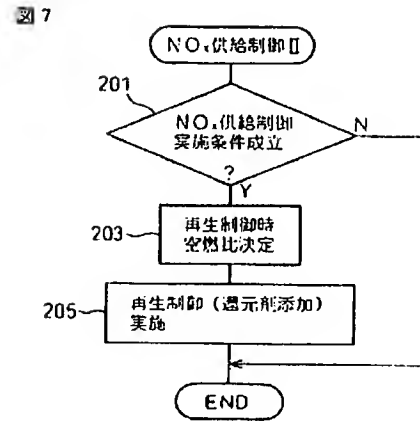 図 7
NOx供給制御Ⅱ
201
NOx供給制御
実施条件成立
?
N
Y
203
再生制御時
空燃比決定
205
再生制御(還元剤添加)
実施
END